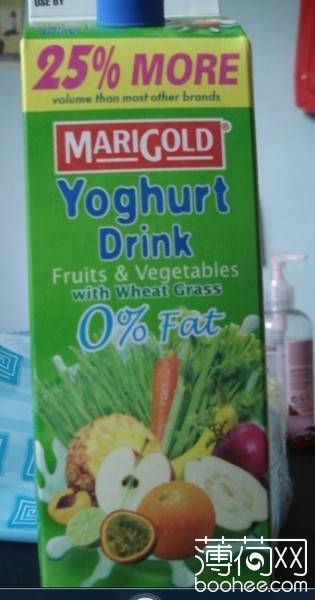 USE BY
25% MORE
volume than most other brands
MARIGOLD®
Yoghurt
Drink
Fruits & Vegetables
with Wheat Grass
0% Fat
薄荷网
boohee.com